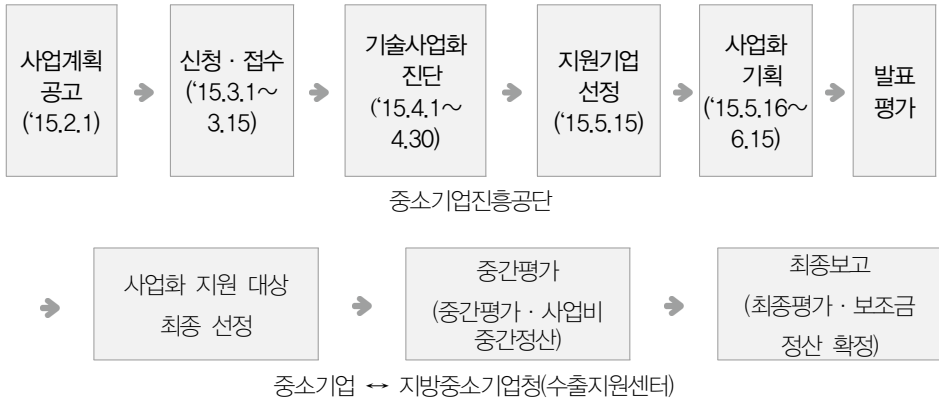 사업계획
공고
(‘15.2.1)
신청 · 접수
(‘15.3.1～
3.15)
기술사업화
진단
(‘15.4.1～
4.30)
지원기업
선정
(‘15.5.15)
사업화
기획
(‘15.5.16～
6.15)
발표
평가
중소기업진흥공단
사업화 지원 대상
최종 선정
중간평가
(중간평가 · 사업비
중간정산)
최종보고
(최종평가 · 보조금
정산 확정)
중소기업 ↔ 지방중소기업청(수출지원센터)